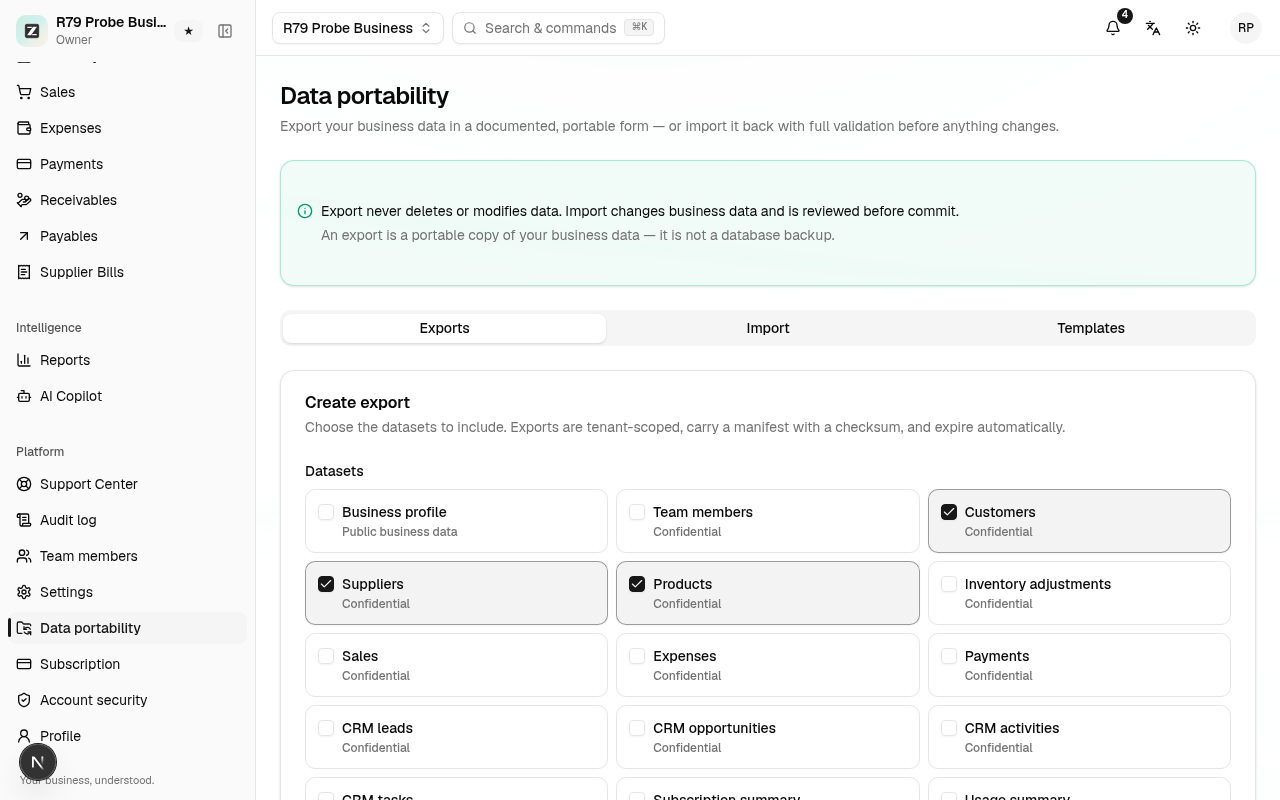 R79 Probe Busi...
Owner
Sales
Expenses
Payments
Receivables
Payables
Supplier Bills
Intelligence
Reports
AI Copilot
Platform
Support Center
Audit log
Team members
Settings
Data portability
Subscription
Account security
Profile
N
Your business, understood.
R79 Probe Business
Search & commands
⌘K
4
RP
Data portability
Export your business data in a documented, portable form — or import it back with full validation before anything changes.
Export never deletes or modifies data. Import changes business data and is reviewed before commit.
An export is a portable copy of your business data — it is not a database backup.
Exports
Import
Templates
Create export
Choose the datasets to include. Exports are tenant-scoped, carry a manifest with a checksum, and expire automatically.
Datasets
Business profile
Public business data
Team members
Confidential
Customers
Confidential
Suppliers
Confidential
Products
Confidential
Inventory adjustments
Confidential
Sales
Confidential
Expenses
Confidential
Payments
Confidential
CRM leads
Confidential
CRM opportunities
Confidential
CRM activities
Confidential
CRM tasks
Subscription summary
Usage summary